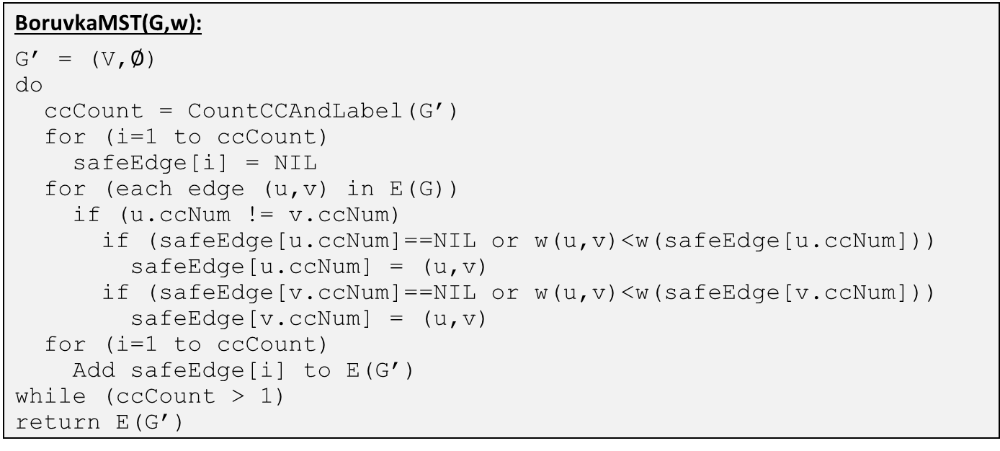 BoruvkaMST(G,w):
G′ = (V,∅)
do
  ccCount = CountCCAndLabel(G′)
  for (i=1 to ccCount)
    safeEdge[i] = NIL
  for (each edge (u,v) in E(G))
    if (u.ccNum != v.ccNum)
      if (safeEdge[u.ccNum]==NIL or w(u,v)<w(safeEdge[u.ccNum]))
        safeEdge[u.ccNum] = (u,v)
      if (safeEdge[v.ccNum]==NIL or w(u,v)<w(safeEdge[v.ccNum]))
        safeEdge[v.ccNum] = (u,v)
  for (i=1 to ccCount)
    Add safeEdge[i] to E(G′)
while (ccCount > 1)
return E(G′)